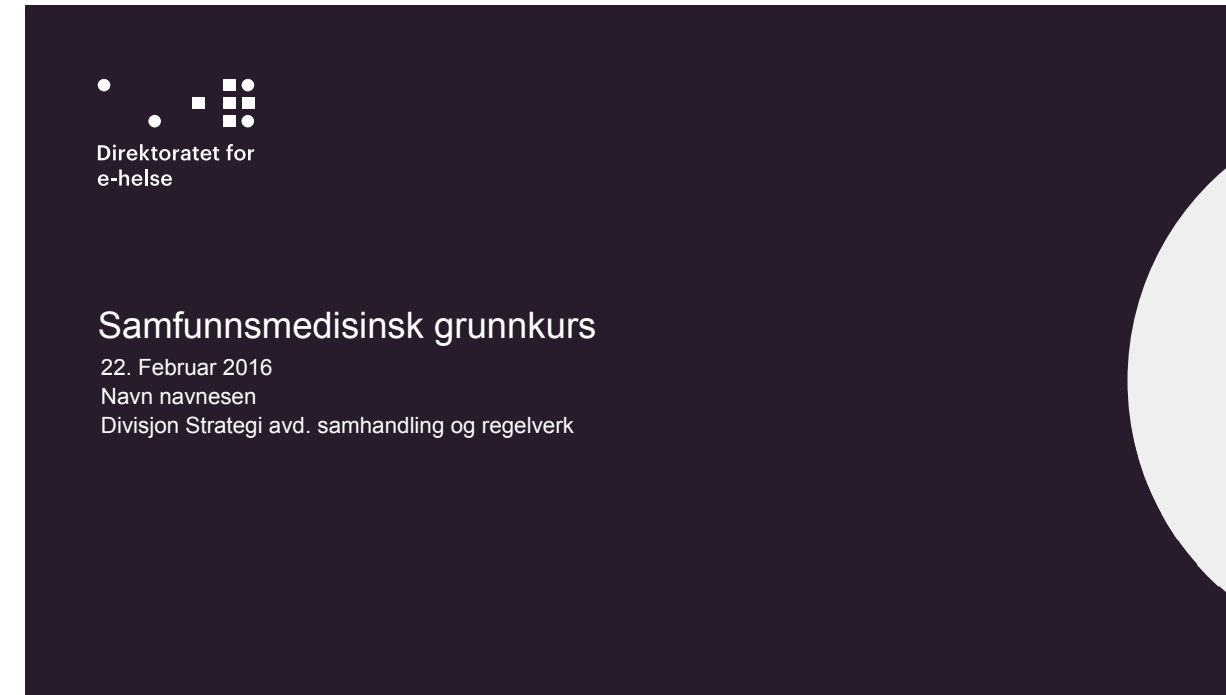 Direktoratet for
e-helse
Samfunnsmedisinsk grunnkurs
22. Februar 2016
Navn navnesen
Divisjon Strategi avd. samhandling og regelverk